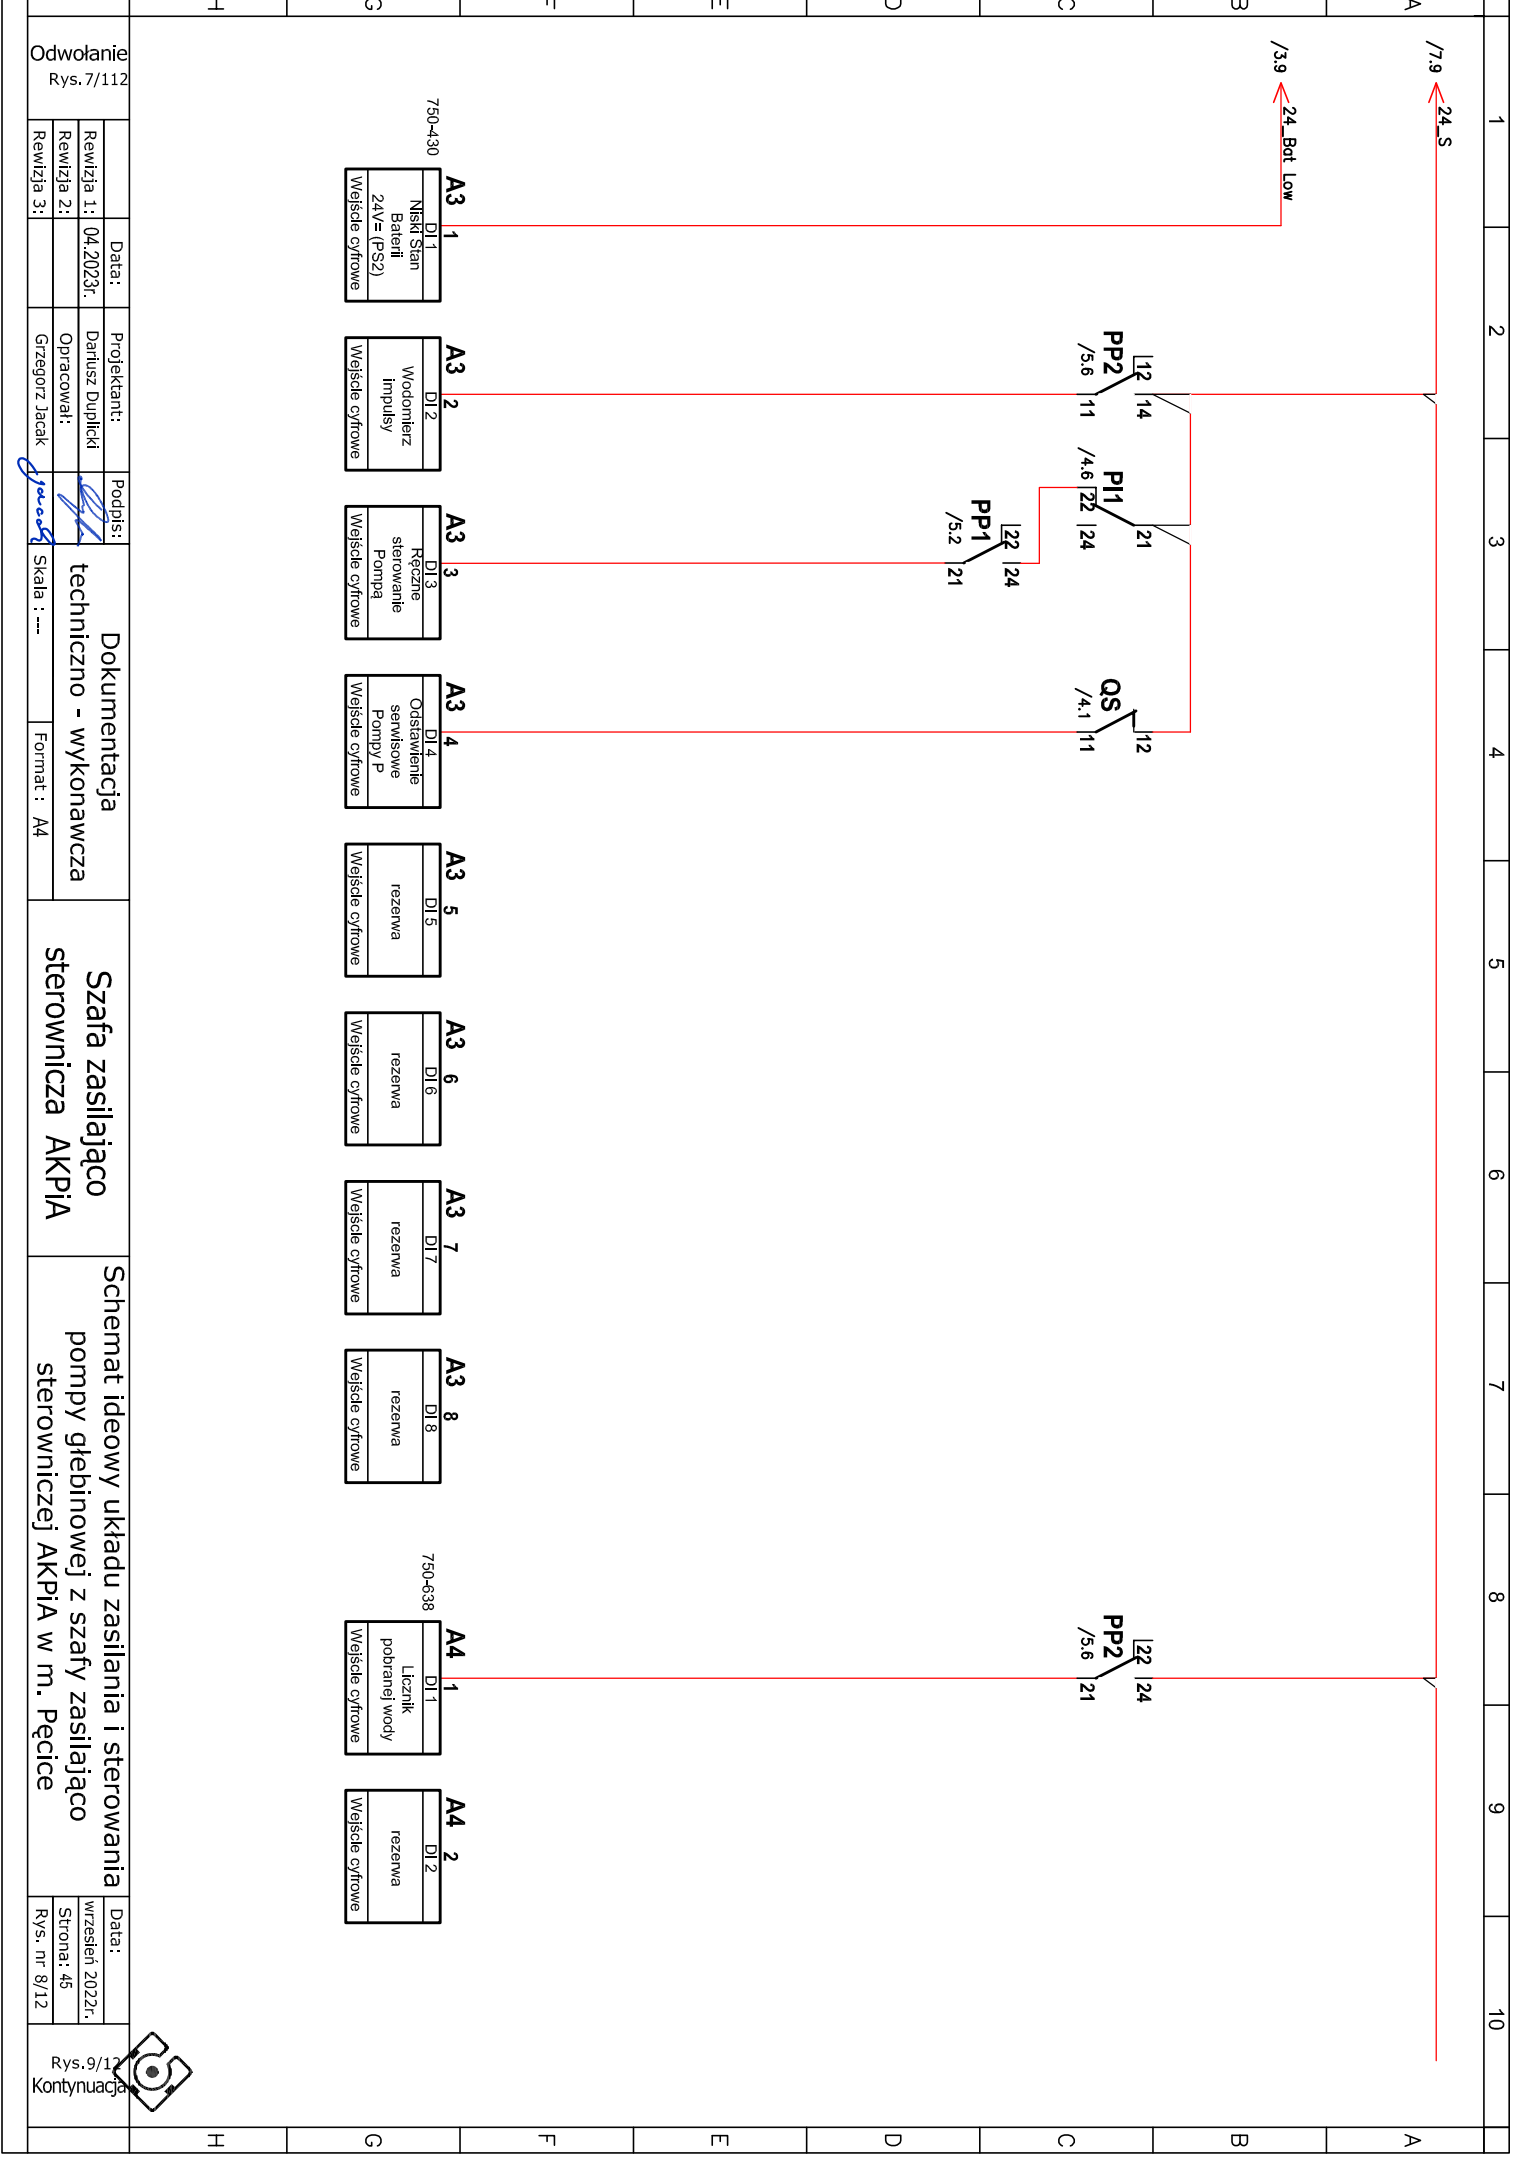 1
2
3
4
5
6
7
8
9
10
A
B
C
D
E
F
G
H
A
B
C
D
E
F
G
H
/7.9
24_S
/3.9
24_Bat Low
PP2
/5.6
12
14
11
PI1
/4.6
22
24
21
PP1
/5.2
22
24
21
QS
/4.1
12
11
PP2
/5.6
22
24
21
750-430
A3
1
DI 1
Niski Stan
Baterii
24V= (PS2)
Wejście cyfrowe
A3
2
DI 2
Wodomierz
impulsy
Wejście cyfrowe
A3
3
DI 3
Ręczne
sterowanie
Pompą
Wejście cyfrowe
A3
4
DI 4
Odstawienie
serwisowe
Pompy P
Wejście cyfrowe
A3
5
DI 5
rezerwa
Wejście cyfrowe
A3
6
DI 6
rezerwa
Wejście cyfrowe
A3
7
DI 7
rezerwa
Wejście cyfrowe
A3
8
DI 8
rezerwa
Wejście cyfrowe
750-638
A4
1
DI 1
Licznik
pobranej wody
Wejście cyfrowe
A4
2
DI 2
rezerwa
Wejście cyfrowe
Odwołanie
Rys.7/112
Data:
Projektant:
Podpis:
Rewizja 1:
04.2023r.
Dariusz Duplicki
Rewizja 2:
Opracował:
Rewizja 3:
Grzegorz Jacak
Dokumentacja
techniczno - wykonawcza
Skala : ---
Format : A4
Szafa zasilająco
sterownicza AKPiA
Schemat ideowy układu zasilania i sterowania
pompy głebinowej z szafy zasilająco
sterowniczej AKPiA w m. Pęcice
Data:
wrzesień 2022r.
Strona: 45
Rys. nr 8/12
Rys.9/12
Kontynuacja